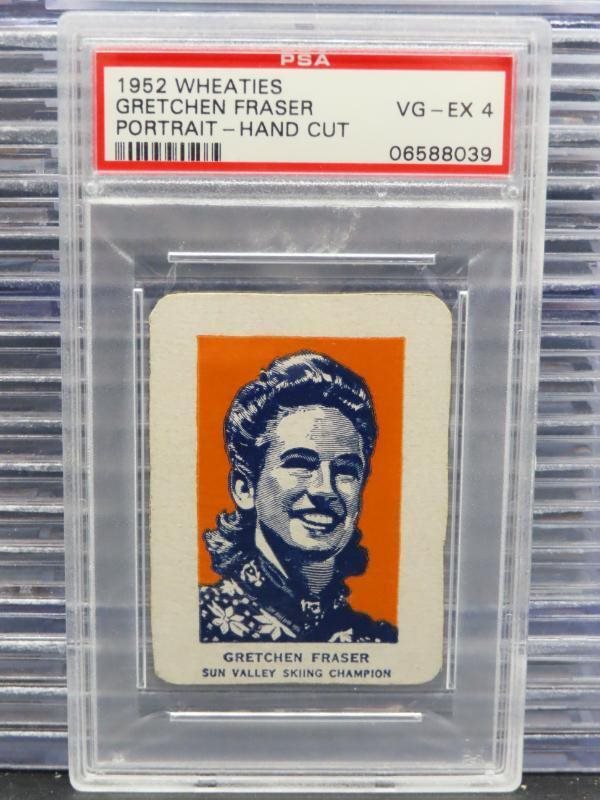 PSA
1952 WHEATIES
GRETCHEN FRASER VG-EX 4
PORTRAIT-HAND CUT
06588039
GRETCHEN FRASER
SUN VALLEY SKIING CHAMPION